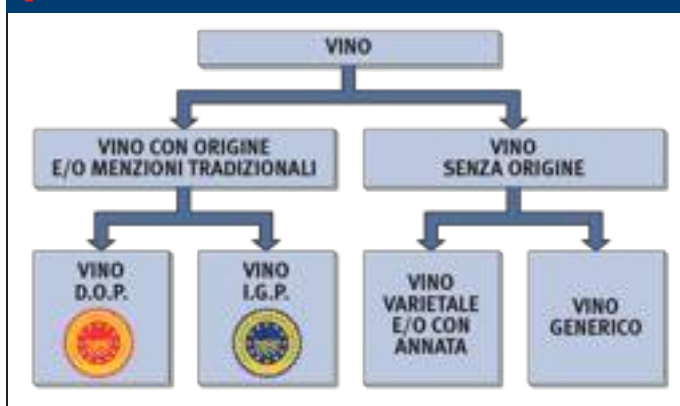 VINO
VINO CON ORIGINE
E/O MENZIONI TRADIZIONALI
VINO
SENZA ORIGINE
VINO
D.O.P.
VINO
I.G.P.
VINO
VARIETALE
E/O CON
ANNATA
VINO
GENERICO